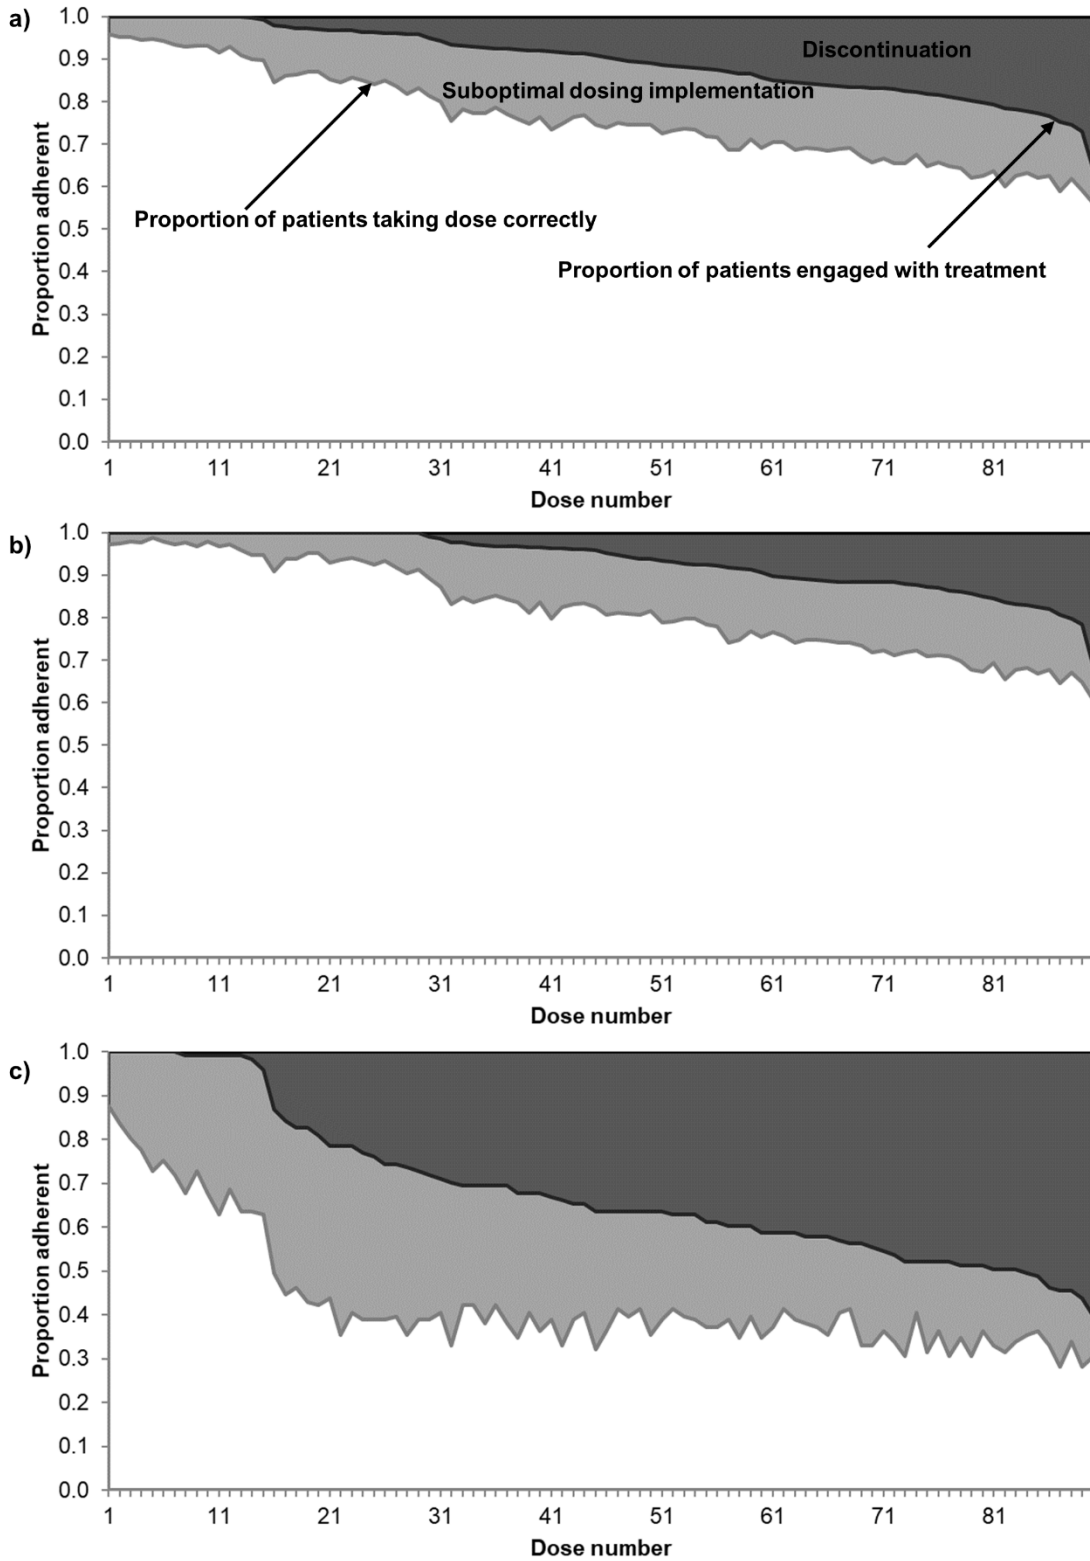 a)
Proportion adherent
1.0
0.9
0.8
0.7
0.6
0.5
0.4
0.3
0.2
0.1
0.0
Discontinuation
Suboptimal dosing implementation
Proportion of patients taking dose correctly
Proportion of patients engaged with treatment
1 11 21 31 41 51 61 71 81
Dose number
b)
Proportion adherent
1.0
0.9
0.8
0.7
0.6
0.5
0.4
0.3
0.2
0.1
0.0
1 11 21 31 41 51 61 71 81
Dose number
c)
Proportion adherent
1.0
0.9
0.8
0.7
0.6
0.5
0.4
0.3
0.2
0.1
0.0
1 11 21 31 41 51 61 71 81
Dose number